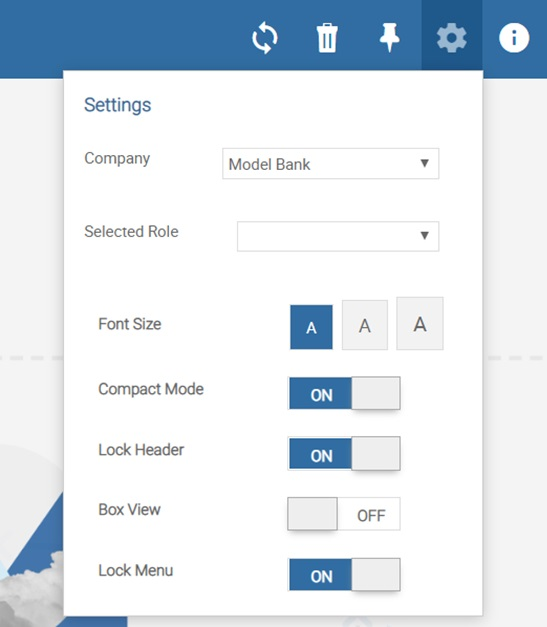 Settings
Company Model Bank
Selected Role
Font Size A A A
Compact Mode ON
Lock Header ON
Box View OFF
Lock Menu ON